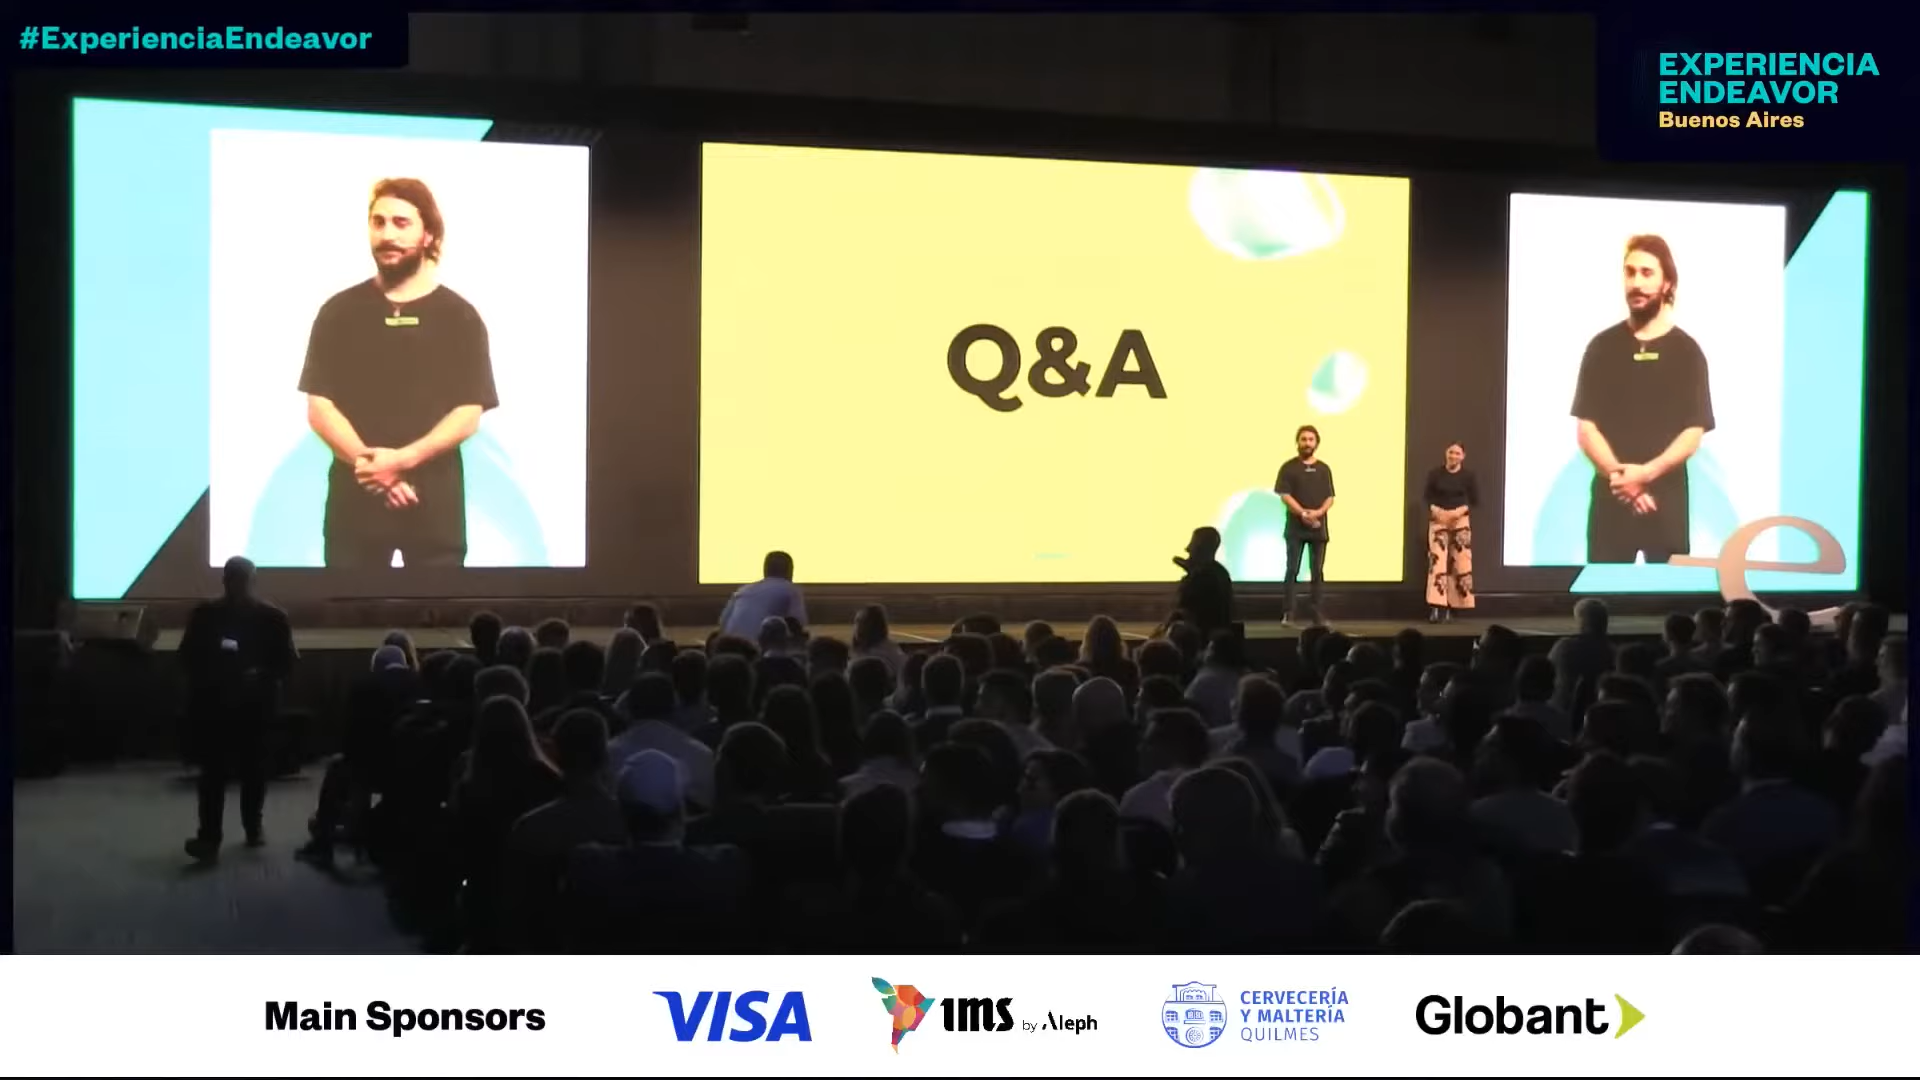 #ExperienciaEndeavor
EXPERIENCIA
ENDEAVOR
Buenos Aires
Q&A
Main Sponsors
VISA
IMS by Aleph
CERVECERÍA
Y MALTERÍA
QUILMES
Globant